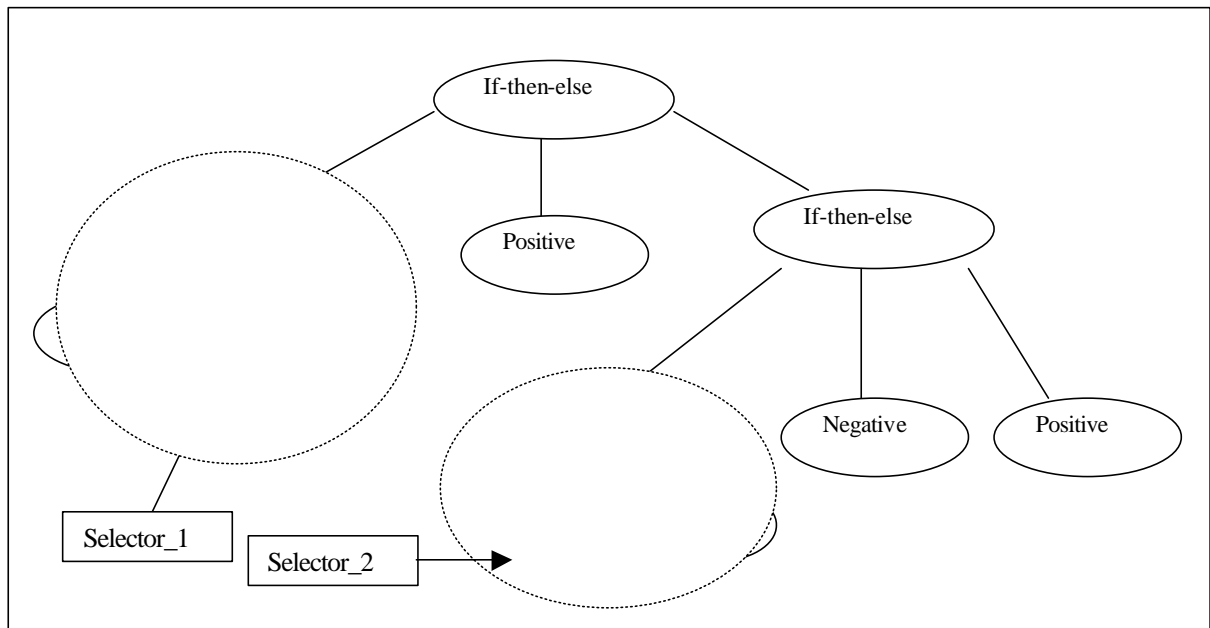 If-then-else
If-then-else
Positive
Negative
Positive
Selector_1
Selector_2